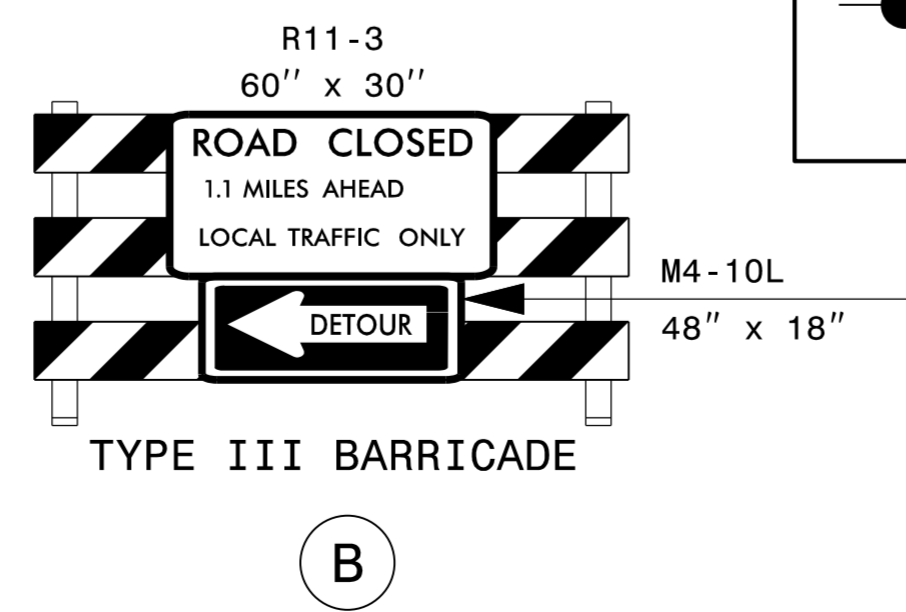 R11-3
60" x 30"
ROAD CLOSED
1.1 MILES AHEAD
LOCAL TRAFFIC ONLY
DETOUR
M4-10L
48" x 18"
TYPE III BARRICADE
B